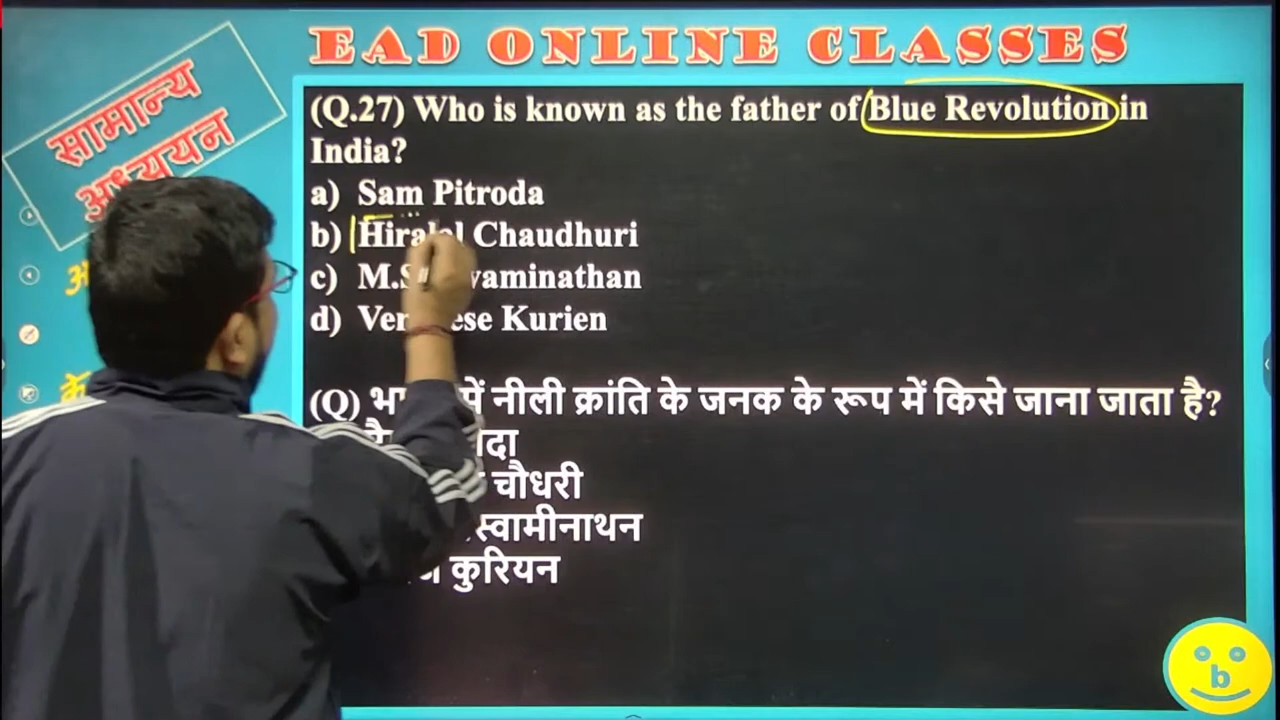 EAD ONLINE CLASSES
सामान्य
अध्ययन
(Q.27) Who is known as the father of Blue Revolution in
India?
a) Sam Pitroda
b) Hiralal Chaudhuri
c) M.S Swaminathan
d) Verghese Kurien
(Q) में नीली क्रांति के जनक के रूप में किसे जाना जाता है?
चौधरी
स्वामीनाथन
कुरियन
b